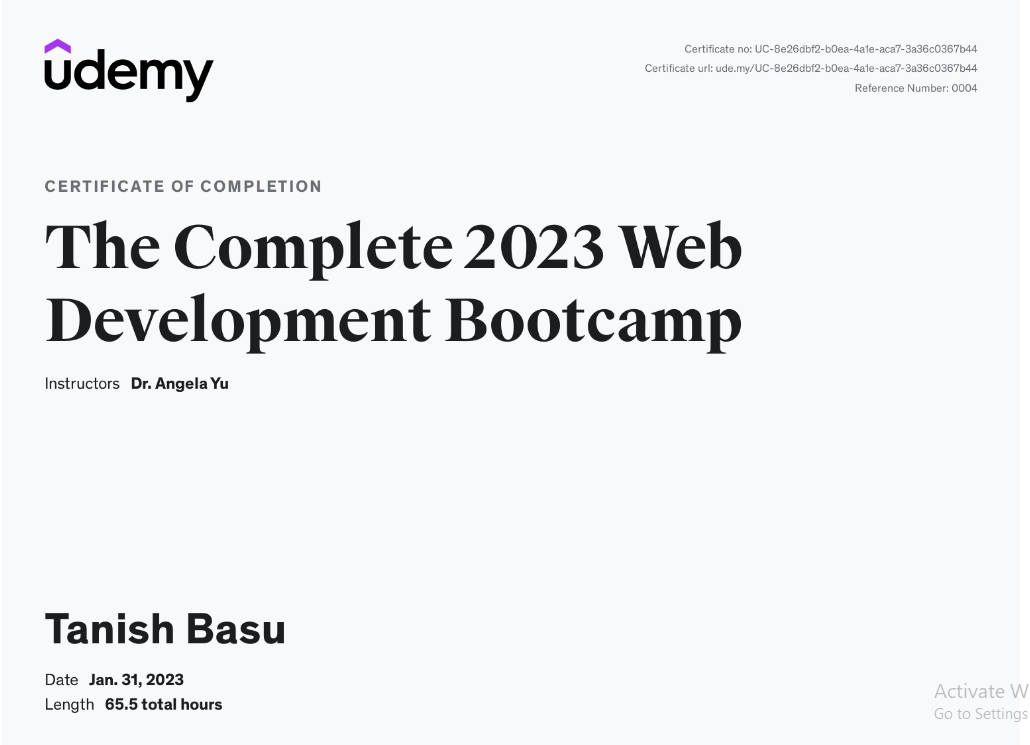 udemy
Certificate no: UC-8e26dbf2-b0ea-4a1e-aca7-3a36c0367b44
Certificate url: ude.my/UC-8e26dbf2-b0ea-4a1e-aca7-3a36c0367b44
Reference Number: 0004
CERTIFICATE OF COMPLETION
The Complete 2023 Web
Development Bootcamp
Instructors Dr. Angela Yu
Tanish Basu
Date Jan. 31, 2023
Length 65.5 total hours
Activate W
Go to Settings